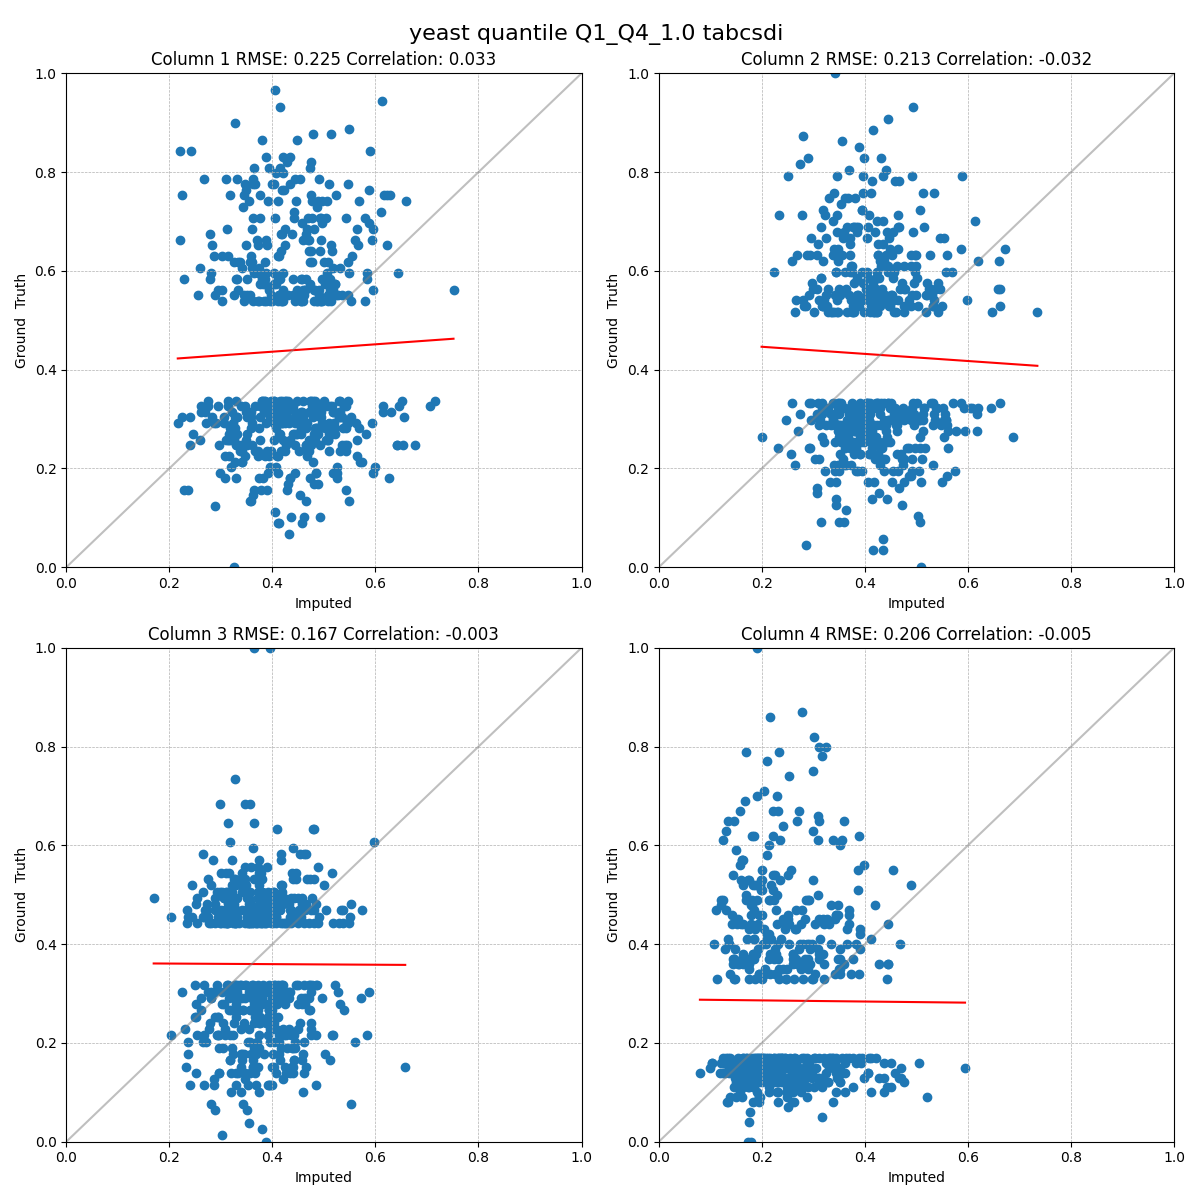 yeast quantile Q1_Q4_1.0 tabcsdi
Column 1 RMSE: 0.225 Correlation: 0.033
Column 2 RMSE: 0.213 Correlation: -0.032
1.0
0.8
0.6
0.4
0.2
0.0
Ground Truth
0.0 0.2 0.4 0.6 0.8 1.0
Imputed
1.0
0.8
0.6
0.4
0.2
0.0
Ground Truth
0.0 0.2 0.4 0.6 0.8 1.0
Imputed
Column 3 RMSE: 0.167 Correlation: -0.003
Column 4 RMSE: 0.206 Correlation: -0.005
1.0
0.8
0.6
0.4
0.2
0.0
Ground Truth
0.0 0.2 0.4 0.6 0.8 1.0
Imputed
1.0
0.8
0.6
0.4
0.2
0.0
Ground Truth
0.0 0.2 0.4 0.6 0.8 1.0
Imputed